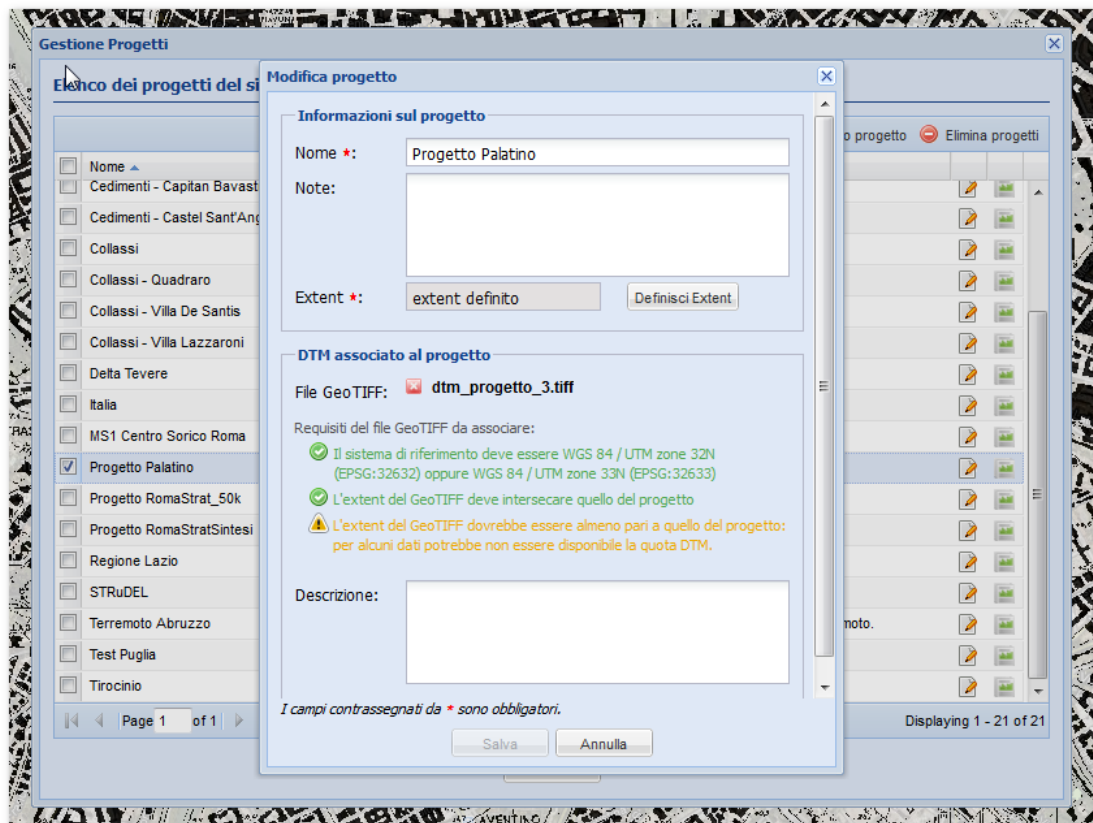 Gestione Progetti
Elenco dei progetti del si
Modifica progetto
Informazioni sul progetto
Nome *: Progetto Palatino
Note:
Extent *: extent definito Definisci Extent
DTM associato al progetto
File GeoTIFF: dtm_progetto_3.tiff
Requisiti del file GeoTIFF da associare:
Il sistema di riferimento deve essere WGS 84 / UTM zone 32N
(EPSG:32632) oppure WGS 84 / UTM zone 33N (EPSG:32633)
L'extent del GeoTIFF deve intersecare quello del progetto
L'extent del GeoTIFF dovrebbe essere almeno pari a quello del progetto:
per alcuni dati potrebbe non essere disponibile la quota DTM.
Descrizione:
I campi contrassegnati da * sono obbligatori.
Salva Annulla
o progetto Elimina progetti
Nome
Cedimenti - Capitan Bavast
Cedimenti - Castel Sant'Ang
Collassi
Collassi - Quadraro
Collassi - Villa De Santis
Collassi - Villa Lazzaroni
Delta Tevere
Italia
MS1 Centro Sorico Roma
Progetto Palatino
Progetto RomaStrat_50k
Progetto RomaStratSintesi
Regione Lazio
STRuDEL
Terremoto Abruzzo moto.
Test Puglia
Tirocinio
Page 1 of 1 Displaying 1 - 21 of 21
AVENTINO